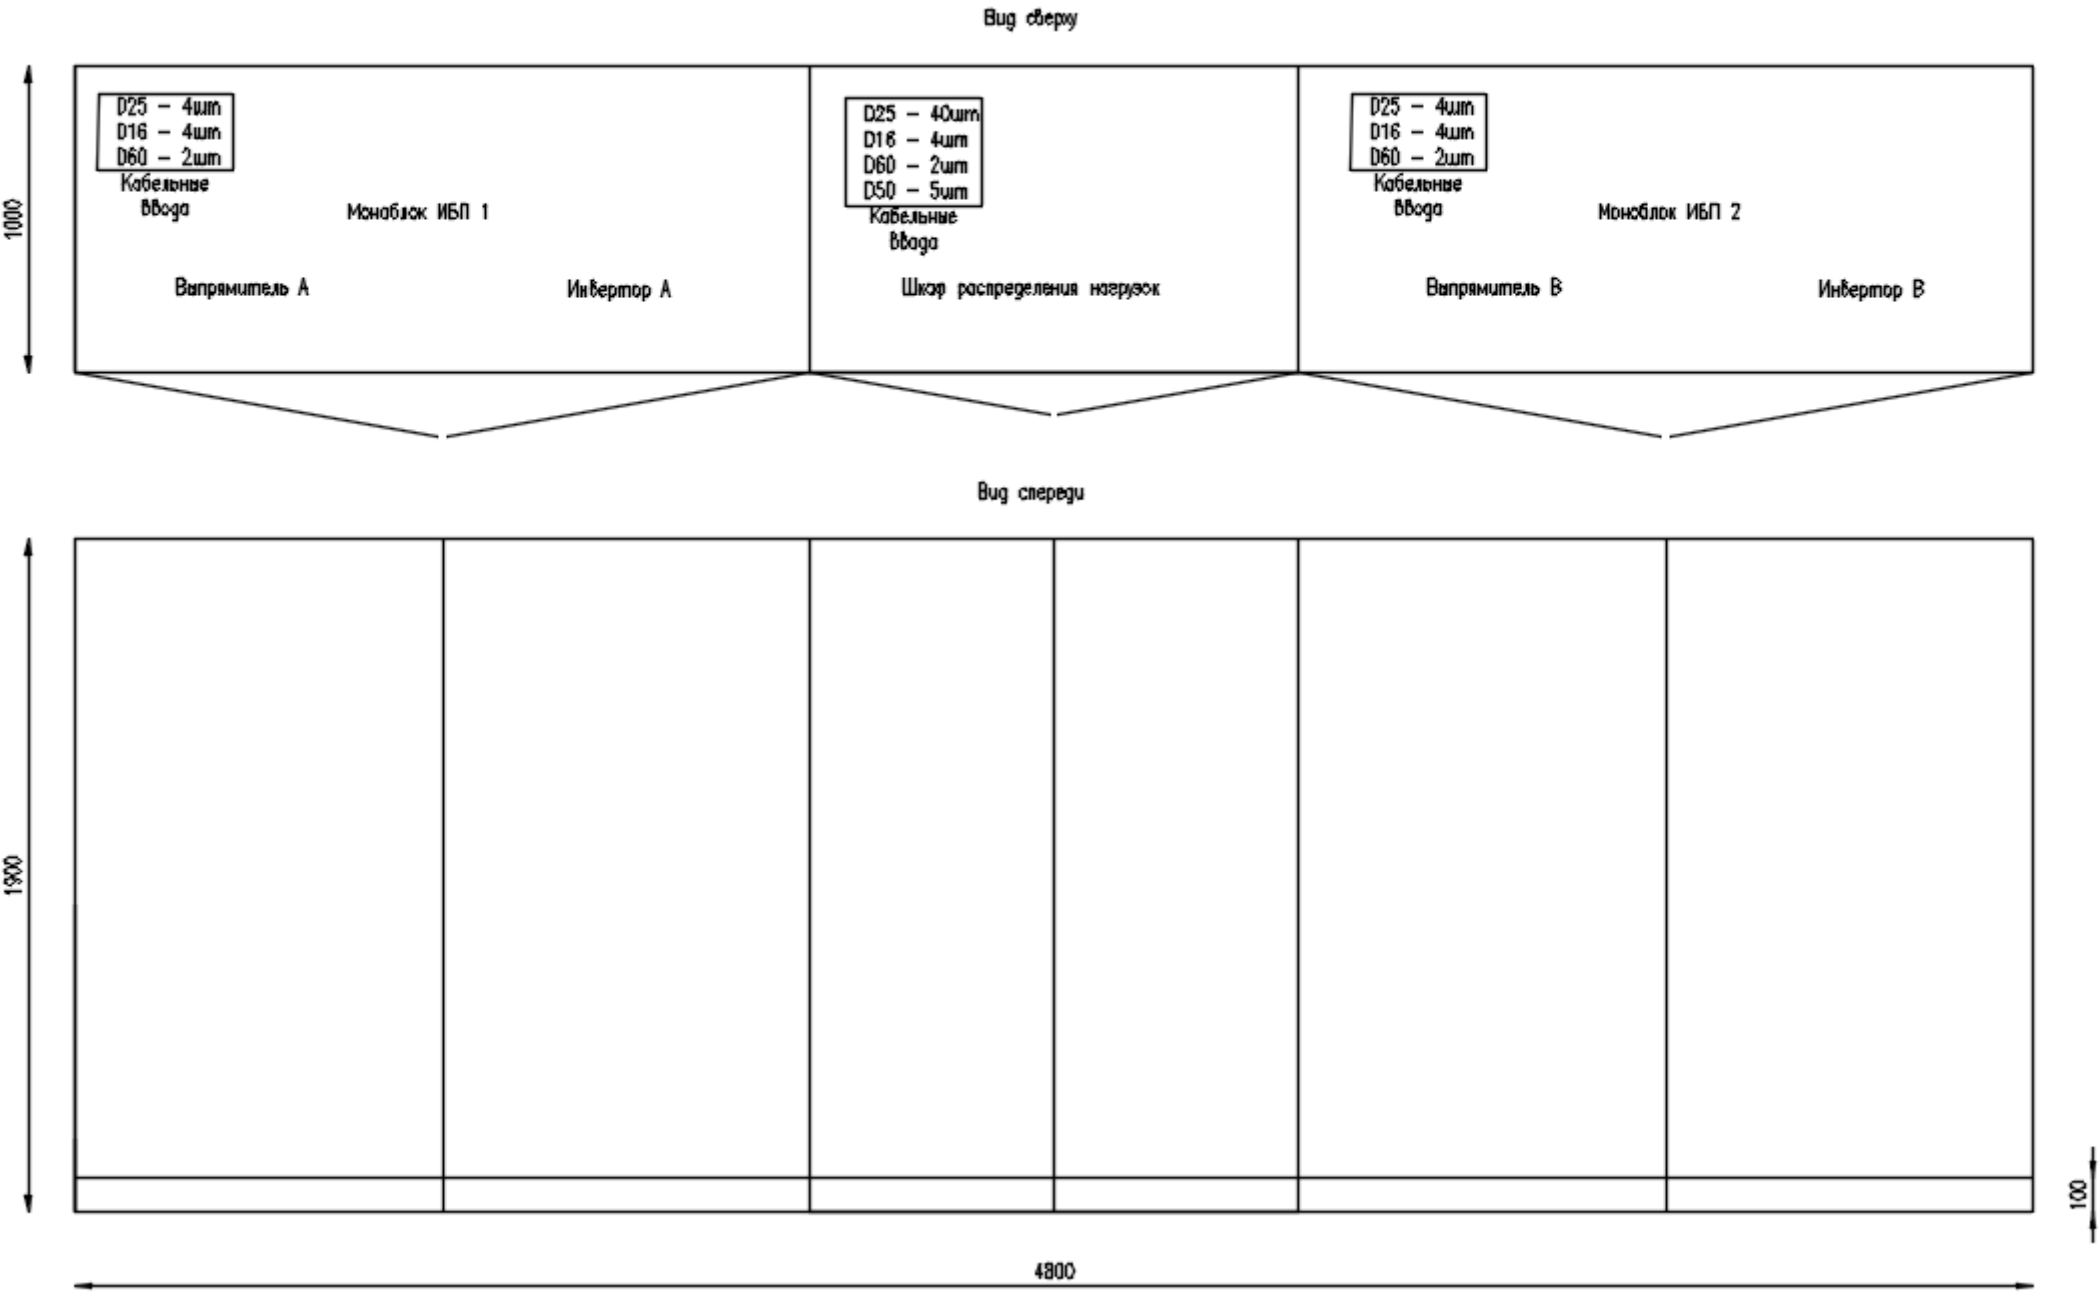 Вид сверху
D25 - 4шт
D16 - 4шт
D60 - 2шт
Кабельные
ввода
Моноблок ИБП 1
Выпрямитель А
Инвертор А
D25 - 40шт
D16 - 4шт
D60 - 2шт
D50 - 5шт
Кабельные
ввода
Шкаф распределения нагрузок
D25 - 4шт
D16 - 4шт
D60 - 2шт
Кабельные
ввода
Моноблок ИБП 2
Выпрямитель В
Инвертор В
1000
Вид спереди
1900
100
4800